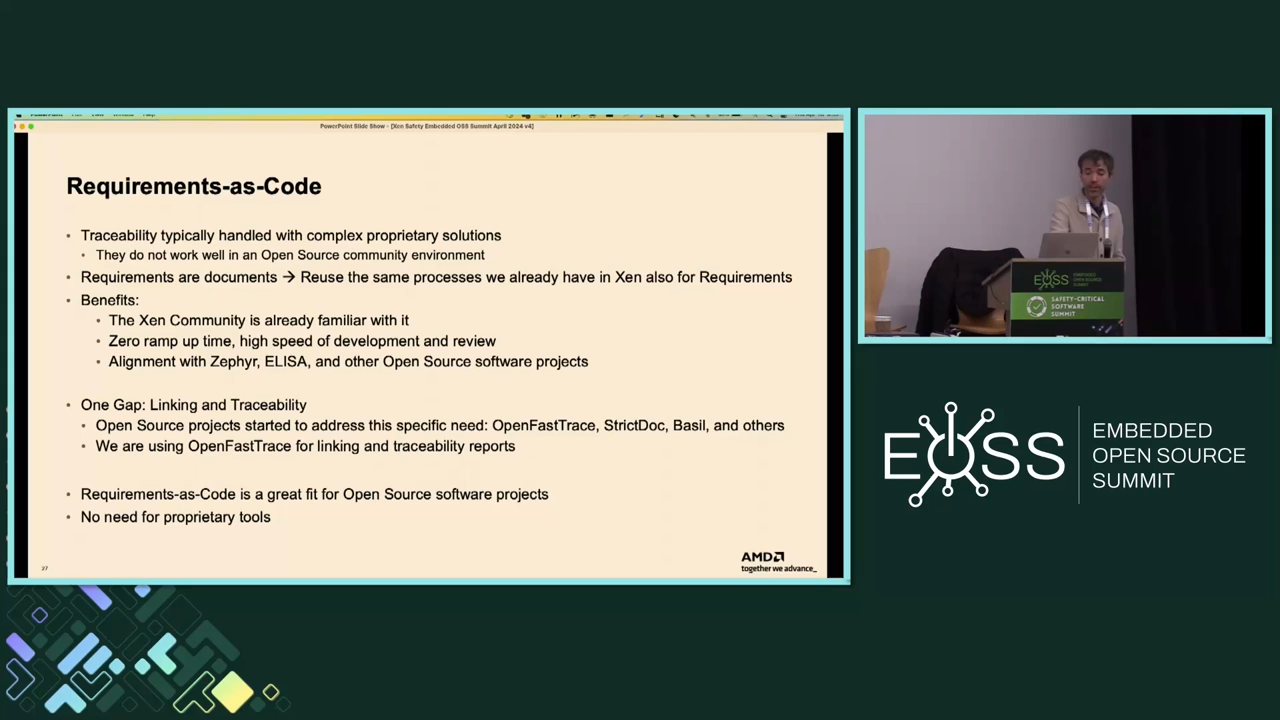 PowerPoint Slide Show - [Xen Safety Embedded OSS Summit April 2024 v4]
Requirements-as-Code
• Traceability typically handled with complex proprietary solutions
• They do not work well in an Open Source community environment
• Requirements are documents → Reuse the same processes we already have in Xen also for Requirements
• Benefits:
• The Xen Community is already familiar with it
• Zero ramp up time, high speed of development and review
• Alignment with Zephyr, ELISA, and other Open Source software projects
• One Gap: Linking and Traceability
• Open Source projects started to address this specific need: OpenFastTrace, StrictDoc, Basil, and others
• We are using OpenFastTrace for linking and traceability reports
• Requirements-as-Code is a great fit for Open Source software projects
• No need for proprietary tools
27
AMD
together we advance_
EOSS
EMBEDDED
OPEN SOURCE
SUMMIT
SAFETY-CRITICAL
SOFTWARE
SUMMIT
EOSS
EMBEDDED
OPEN SOURCE
SUMMIT